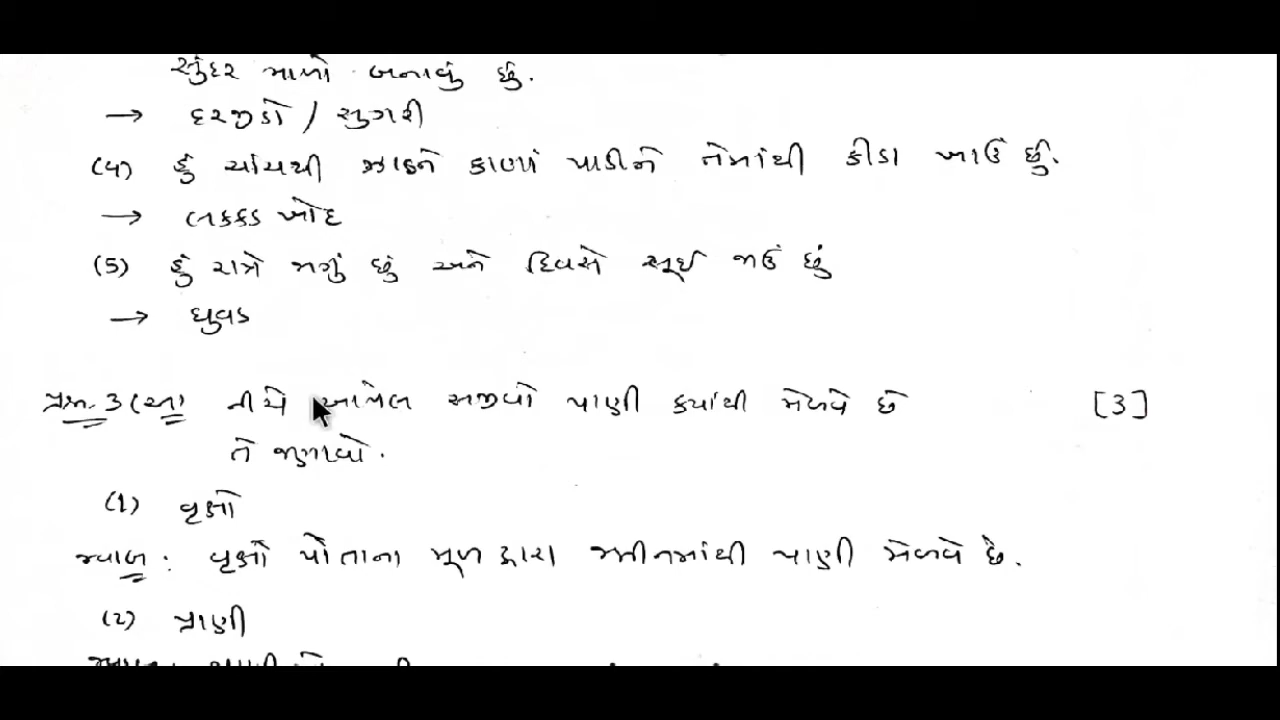 સુંદર માળો બનાવું છું.
→ દરજીડો / સુગરી
(4) હું ચાંચથી ઝાડને કાણાં પાડીને તેમાંથી કીડા ખાઉં છું.
→ લક્કડ ખોદ
(5) હું રાત્રે જાગું છું અને દિવસે સૂઈ જાઉં છું
→ ઘુવડ
પ્રશ્ન. 3 (અ) નીચે આપેલ સજીવો પાણી ક્યાંથી મેળવે છે [3]
તે જણાવો.
(1) વૃક્ષો
જવાબ : વૃક્ષો પોતાના મૂળ દ્વારા જમીનમાંથી પાણી મેળવે છે.
(2) પ્રાણી